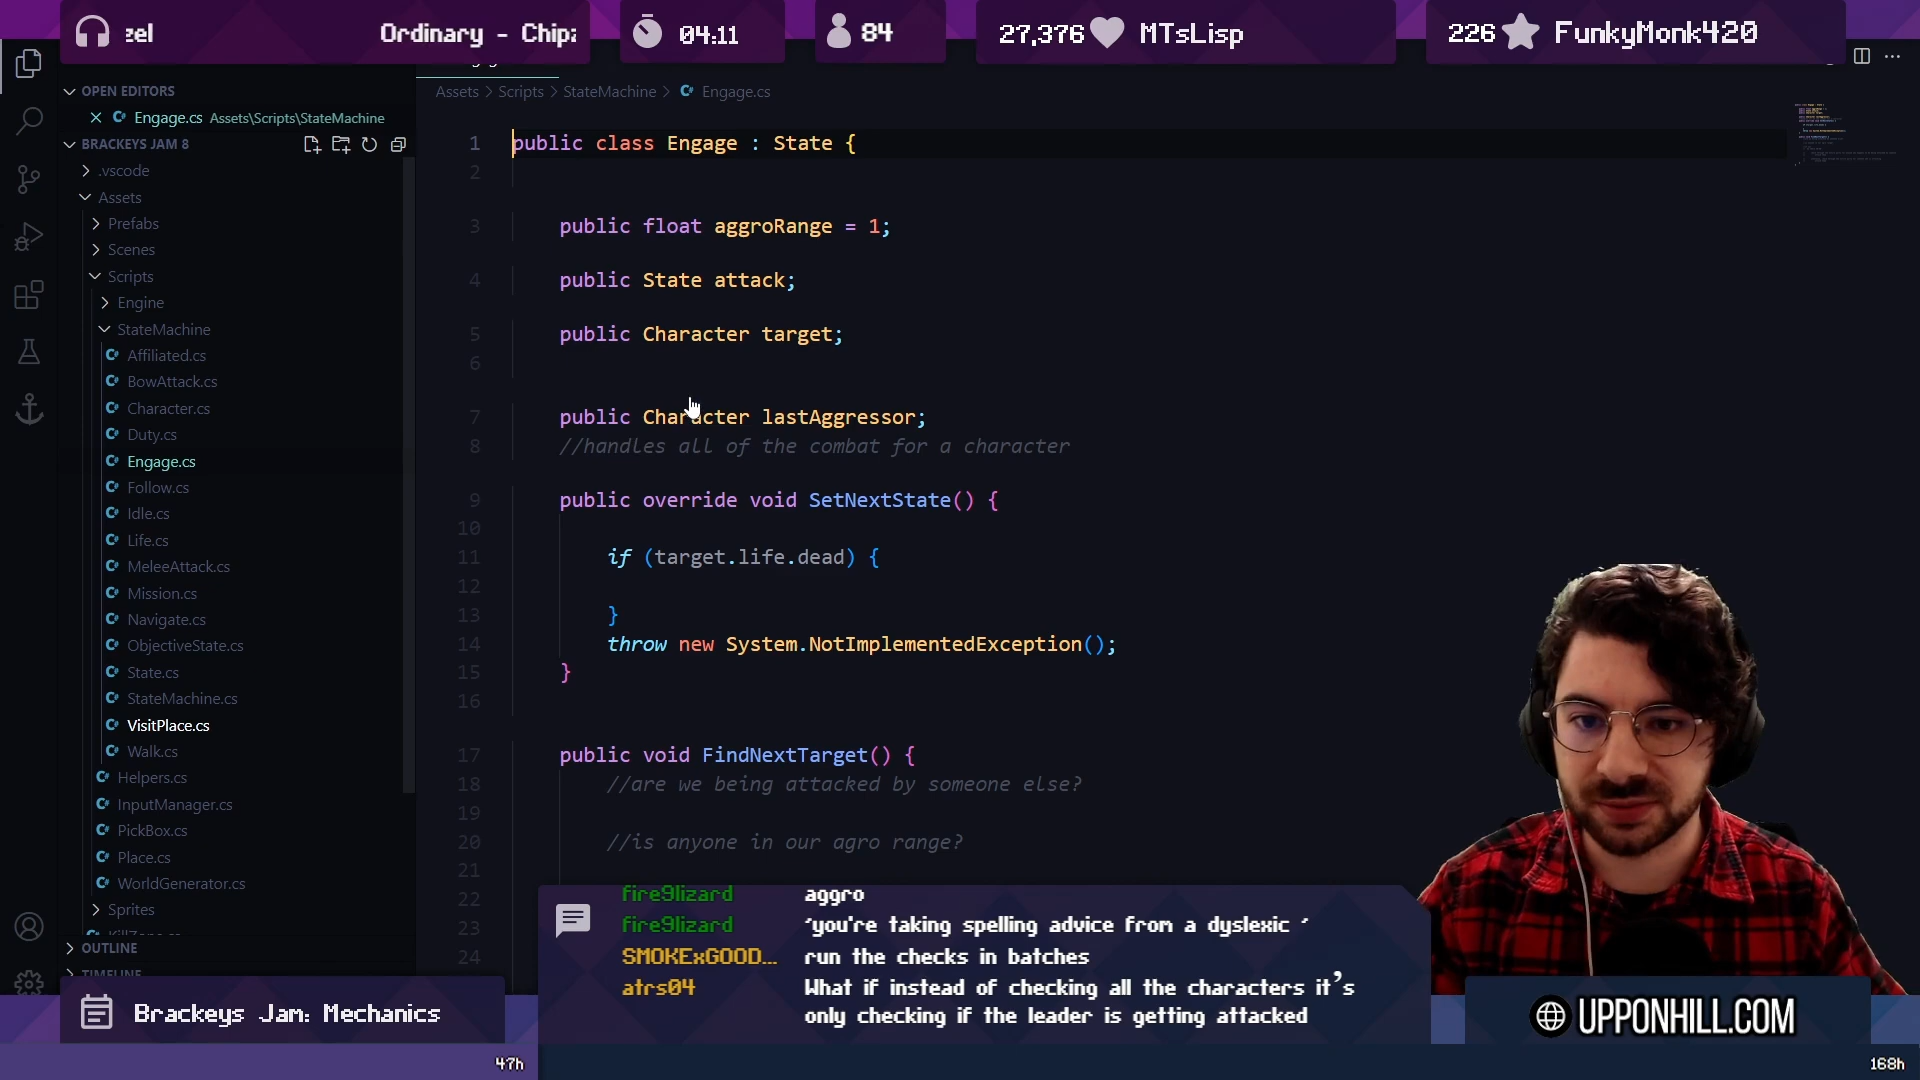 zel
Ordinary - Chipz
04:11
84
27,376
MTsLisp
226
FunkyMonk420
OPEN EDITORS
Engage.cs Assets\Scripts\StateMachine
BRACKEYS JAM 8
.vscode
Assets
Prefabs
Scenes
Scripts
Engine
StateMachine
Affiliated.cs
BowAttack.cs
Character.cs
Duty.cs
Engage.cs
Follow.cs
Idle.cs
Life.cs
MeleeAttack.cs
Mission.cs
Navigate.cs
ObjectiveState.cs
State.cs
StateMachine.cs
VisitPlace.cs
Walk.cs
Helpers.cs
InputManager.cs
PickBox.cs
Place.cs
WorldGenerator.cs
Sprites
OUTLINE
TIMELINE
Assets > Scripts > StateMachine > Engage.cs
1 public class Engage : State {
2
3 public float aggroRange = 1;
4 public State attack;
5 public Character target;
6
7 public Character lastAggressor;
8 //handles all of the combat for a character
9 public override void SetNextState() {
10
11 if (target.life.dead) {
12
13 }
14 throw new System.NotImplementedException();
15 }
16
17 public void FindNextTarget() {
18 //are we being attacked by someone else?
19
20 //is anyone in our agro range?
21
22
23
24
fire9lizard aggro
fire9lizard 'you're taking spelling advice from a dyslexic '
SMOKExGOOD... run the checks in batches
atrs04 What if instead of checking all the characters it's
only checking if the leader is getting attacked
Brackeys Jam: Mechanics
UPPONHILL.COM
47h
168h